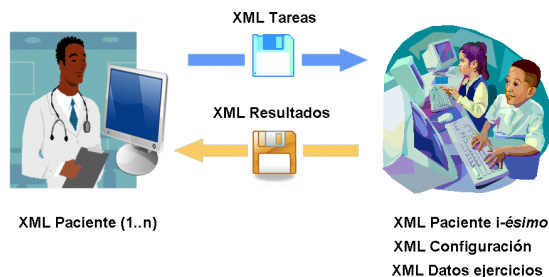 XML Tareas
XML Resultados
XML Paciente (1..n)
XML Paciente i-ésimo
XML Configuración
XML Datos ejercicios